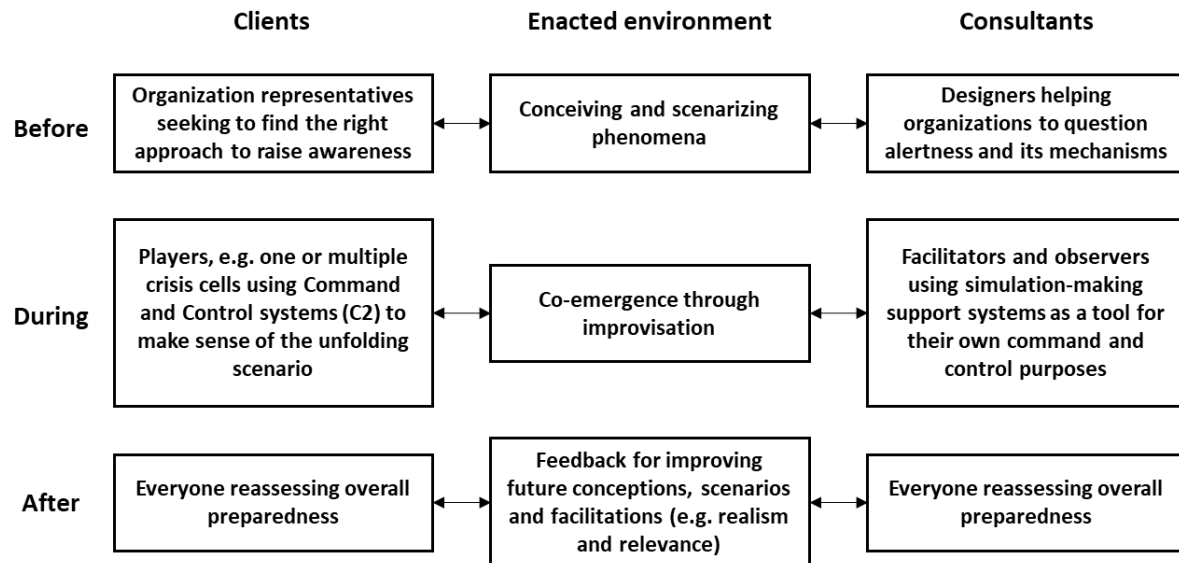 Clients
Enacted environment
Consultants
Before
Organization representatives
seeking to find the right
approach to raise awareness
Conceiving and scenarizing
phenomena
Designers helping
organizations to question
alertness and its mechanisms
During
Players, e.g. one or multiple
crisis cells using Command
and Control systems (C2) to
make sense of the unfolding
scenario
Co-emergence through
improvisation
Facilitators and observers
using simulation-making
support systems as a tool for
their own command and
control purposes
After
Everyone reassessing overall
preparedness
Feedback for improving
future conceptions, scenarios
and facilitations (e.g. realism
and relevance)
Everyone reassessing overall
preparedness